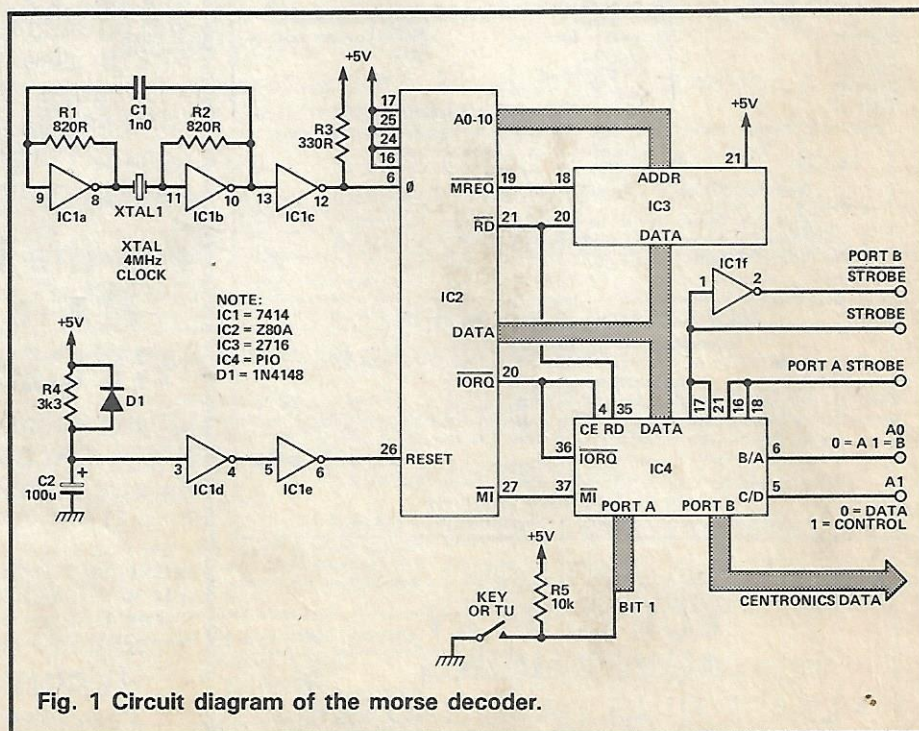 +5V
+5V
C1
1n0
R1
820R
R2
820R
R3
330R
17
25
24
16
6
Ø
A0-10
21
ADDR
IC3
DATA
9
8
IC1a
XTAL1
11
10
IC1b
13
12
IC1c
MREQ
19
18
RD
21
20
XTAL
4MHz
CLOCK
IC2
NOTE:
IC1 = 7414
IC2 = Z80A
IC3 = 2716
IC4 = PIO
D1 = 1N4148
DATA
IC1f
1
2
PORT B
STROBE
STROBE
PORT A STROBE
+5V
R4
3k3
D1
C2
100u
+
3
4
IC1d
5
6
IC1e
26
RESET
IORQ
20
4
35
17
21
16
18
CE RD
DATA
36
IORQ
IC4
B/A
6
A0
0 = A 1 = B
MI
27
37
MI
C/D
5
A1
0 = DATA
1 = CONTROL
PORT A
PORT B
+5V
R5
10k
KEY
OR TU
BIT 1
CENTRONICS DATA
Fig. 1 Circuit diagram of the morse decoder.